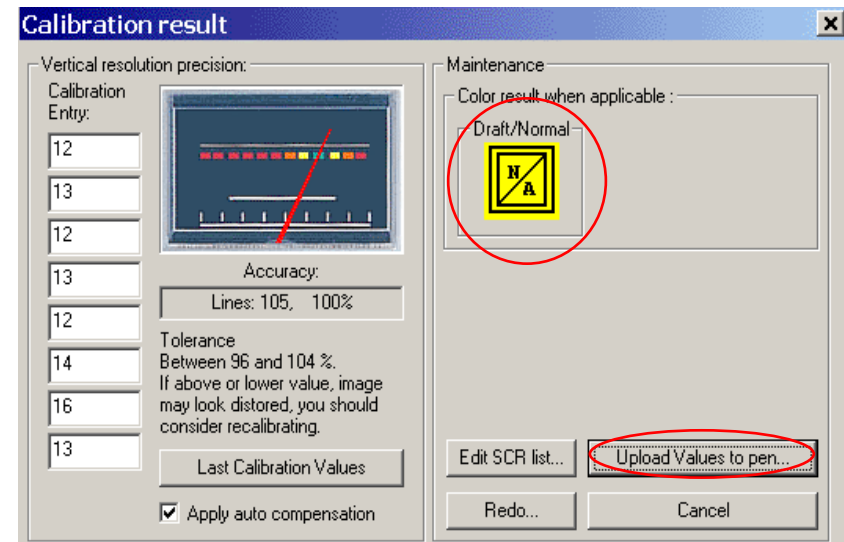 Calibration result
Vertical resolution precision:
Calibration
Entry:
12
13
12
13
12
14
16
13
Accuracy:
Lines: 105, 100%
Tolerance
Between 96 and 104 %.
If above or lower value, image
may look distored, you should
consider recalibrating.
Last Calibration Values
Apply auto compensation
Maintenance
Color result when applicable :
Draft/Normal
N
A
Edit SCR list...
Upload Values to pen...
Redo...
Cancel